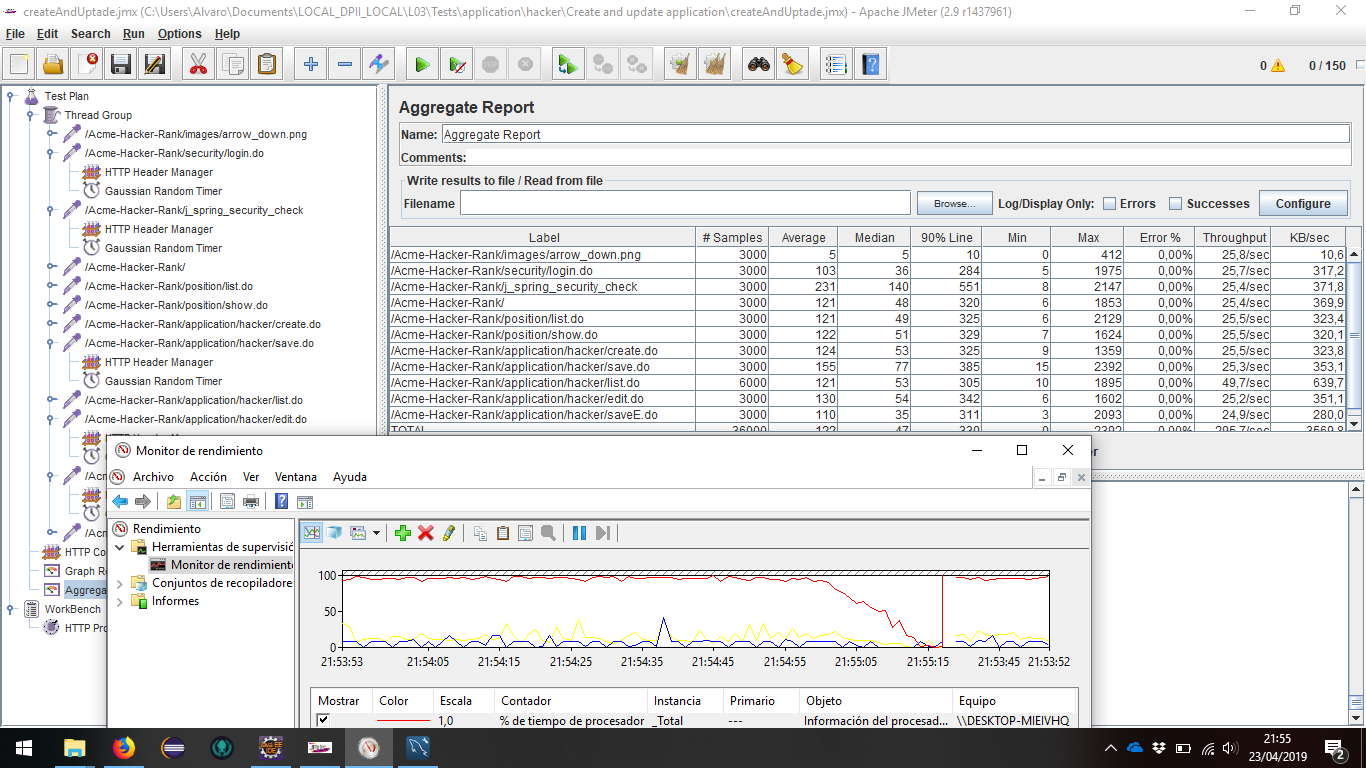 createAndUptade.jmx (C:\Users\Alvaro\Documents\LOCAL_DPII_LOCAL\L03\Tests\application\hacker\Create and update application\createAndUptade.jmx) - Apache JMeter (2.9 r1437961)
File Edit Search Run Options Help
0 0 / 150
Test Plan
Thread Group
/Acme-Hacker-Rank/images/arrow_down.png
/Acme-Hacker-Rank/security/login.do
HTTP Header Manager
Gaussian Random Timer
/Acme-Hacker-Rank/j_spring_security_check
HTTP Header Manager
Gaussian Random Timer
/Acme-Hacker-Rank/
/Acme-Hacker-Rank/position/list.do
/Acme-Hacker-Rank/position/show.do
/Acme-Hacker-Rank/application/hacker/create.do
/Acme-Hacker-Rank/application/hacker/save.do
HTTP Header Manager
Gaussian Random Timer
/Acme-Hacker-Rank/application/hacker/list.do
/Acme-Hacker-Rank/application/hacker/edit.do
/Acm
/Acm
HTTP Co
Graph Re
Aggrega
WorkBench
HTTP Pro
Aggregate Report
Name: Aggregate Report
Comments:
Write results to file / Read from file
Filename Browse... Log/Display Only: Errors Successes Configure
Label # Samples Average Median 90% Line Min Max Error % Throughput KB/sec
/Acme-Hacker-Rank/images/arrow_down.png 3000 5 5 10 0 412 0,00% 25,8/sec 10,6
/Acme-Hacker-Rank/security/login.do 3000 103 36 284 5 1975 0,00% 25,7/sec 317,2
/Acme-Hacker-Rank/j_spring_security_check 3000 231 140 551 8 2147 0,00% 25,4/sec 371,8
/Acme-Hacker-Rank/ 3000 121 48 320 6 1853 0,00% 25,4/sec 369,9
/Acme-Hacker-Rank/position/list.do 3000 121 49 325 6 2129 0,00% 25,5/sec 323,4
/Acme-Hacker-Rank/position/show.do 3000 122 51 329 7 1624 0,00% 25,5/sec 320,1
/Acme-Hacker-Rank/application/hacker/create.do 3000 124 53 325 9 1359 0,00% 25,5/sec 323,8
/Acme-Hacker-Rank/application/hacker/save.do 3000 155 77 385 15 2392 0,00% 25,3/sec 353,1
/Acme-Hacker-Rank/application/hacker/list.do 6000 121 53 305 10 1895 0,00% 49,7/sec 639,7
/Acme-Hacker-Rank/application/hacker/edit.do 3000 130 54 342 6 1602 0,00% 25,2/sec 351,1
/Acme-Hacker-Rank/application/hacker/saveE.do 3000 110 35 311 3 2093 0,00% 24,9/sec 280,0
TOTAL 36000 122 47 330 0 2392 0,00% 295,7/sec 3569,8
Monitor de rendimiento
Archivo Acción Ver Ventana Ayuda
Rendimiento
Herramientas de supervisió
Monitor de rendimiento
Conjuntos de recopiladore
Informes
100
50
0
21:53:53 21:54:05 21:54:15 21:54:25 21:54:35 21:54:45 21:54:55 21:55:05 21:55:15 21:53:45 21:53:52
Mostrar Color Escala Contador Instancia Primario Objeto Equipo
1,0 % de tiempo de procesador _Total --- Información del procesad... \\DESKTOP-MIEIVHQ
21:55
23/04/2019
2